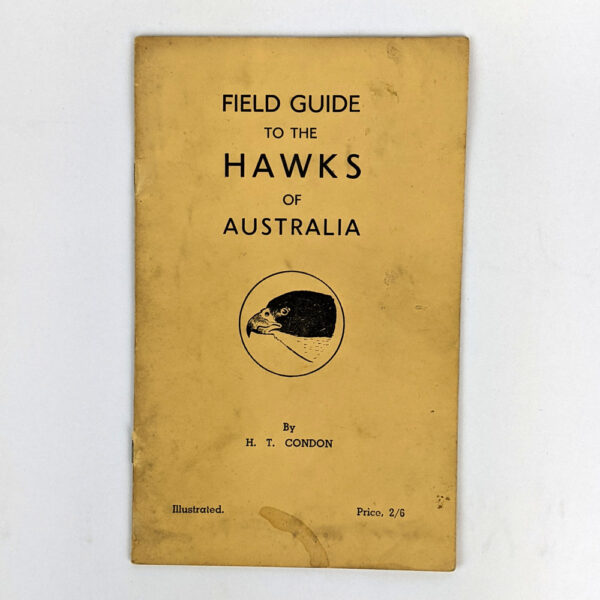 FIELD GUIDE
TO THE
HAWKS
OF
AUSTRALIA
By
H. T. CONDON
Illustrated.
Price, 2/6